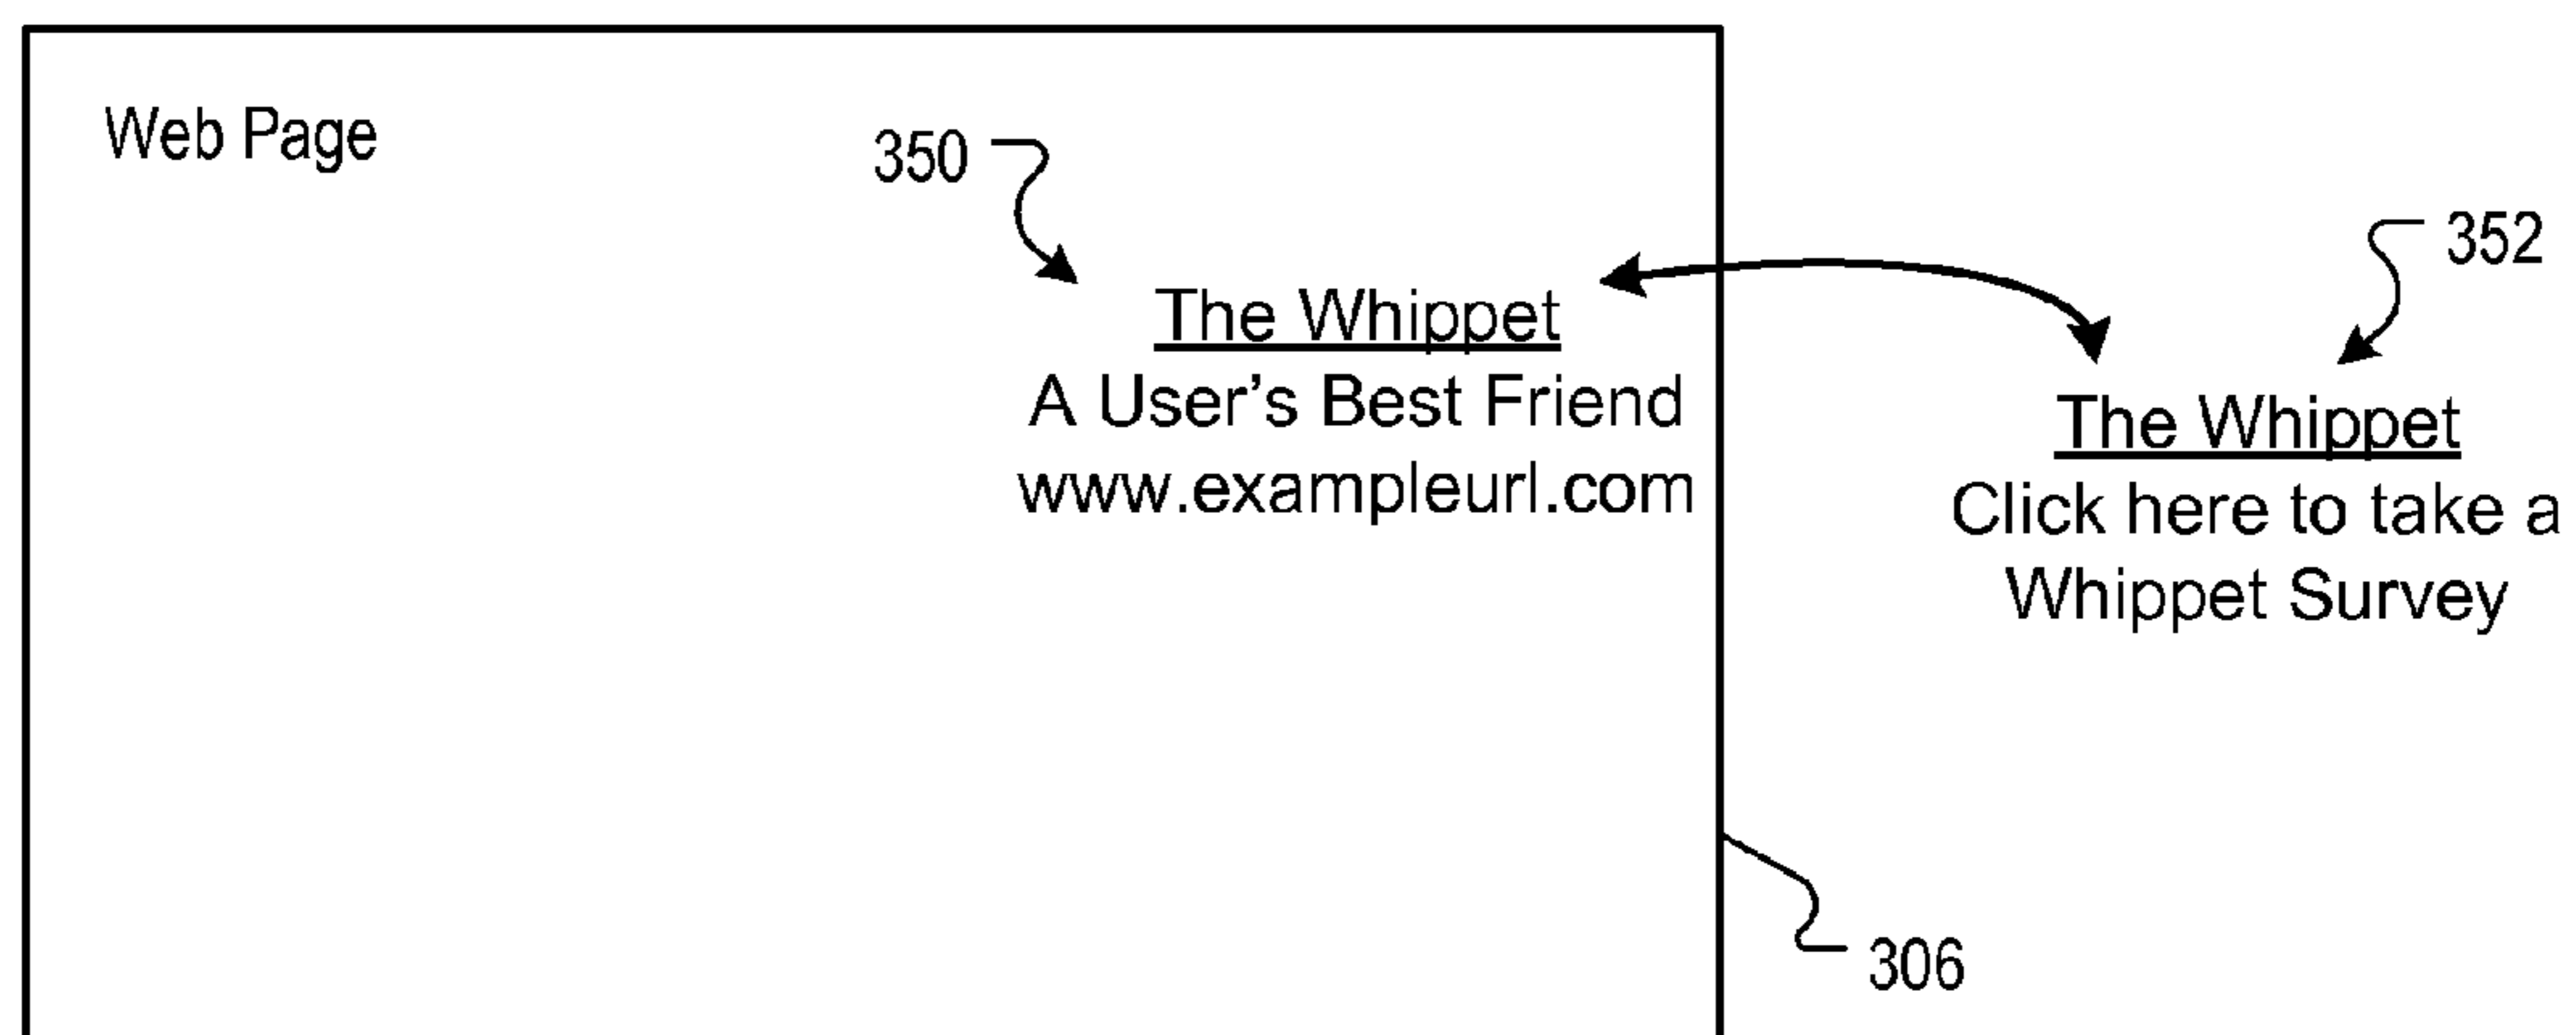 Web Page
350
352
The Whippet
A User’s Best Friend
www.exampleurl.com
The Whippet
Click here to take a
Whippet Survey
306